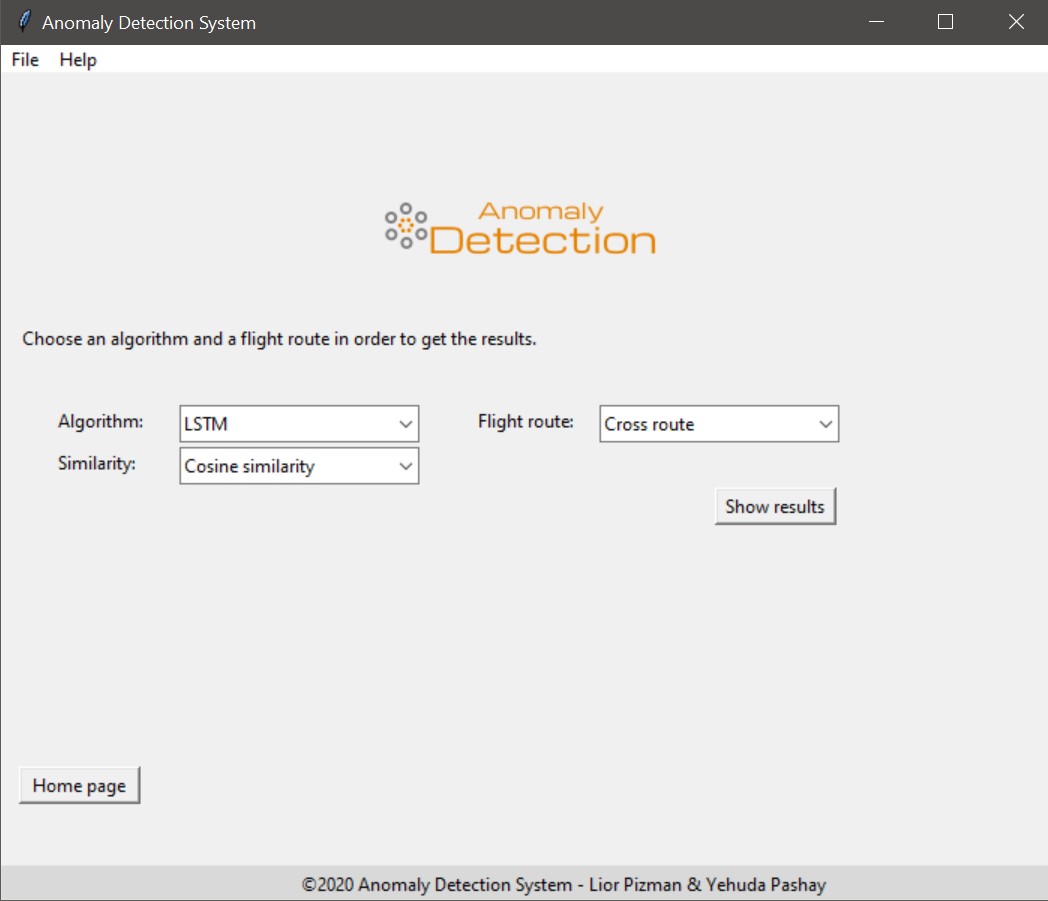 Anomaly Detection System
File Help
Anomaly
Detection
Choose an algorithm and a flight route in order to get the results.
Algorithm: LSTM Flight route: Cross route
Similarity: Cosine similarity
Show results
Home page
©2020 Anomaly Detection System - Lior Pizman & Yehuda Pashay